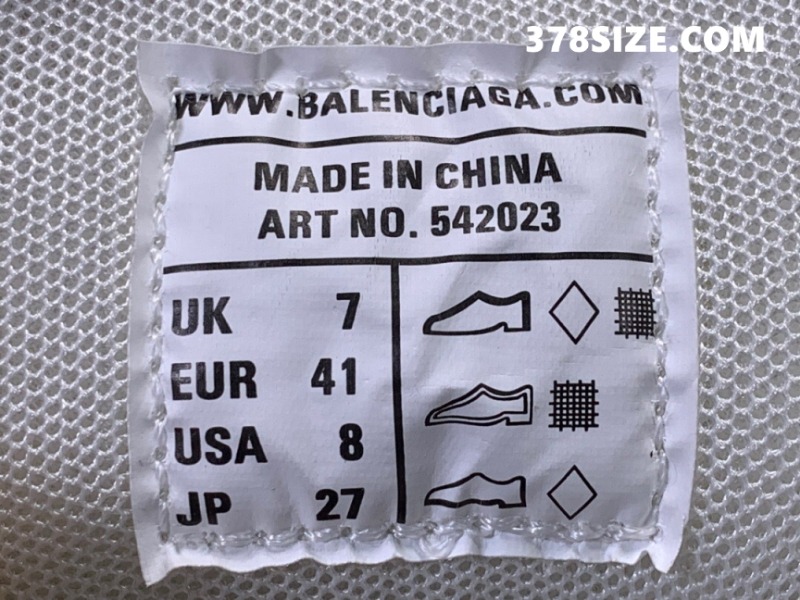 378SIZE.COM
WWW.BALENCIAGA.COM
MADE IN CHINA
ART NO. 542023
UK 7
EUR 41
USA 8
JP 27